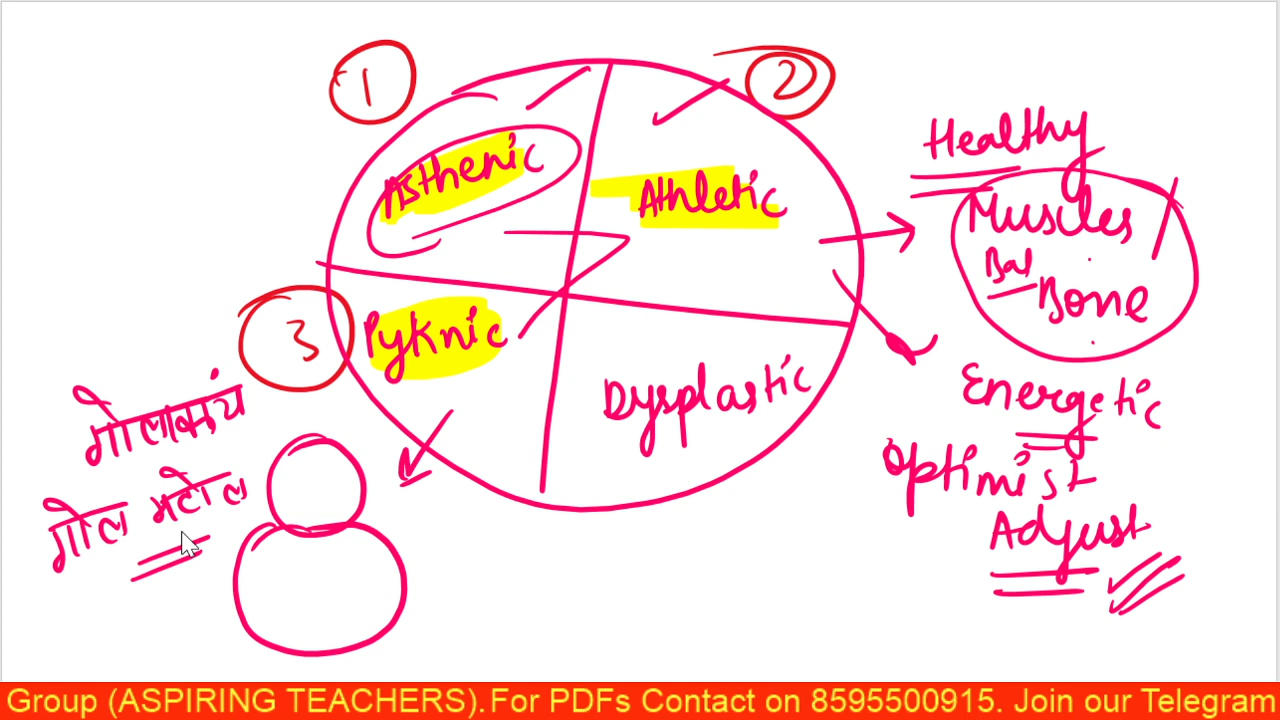 1
2
Asthenic
Athletic
Healthy
Muscles
Bal
Bone
3
Pyknic
Dysplastic
Energetic
Optimist
Adjust
गोलाकांय
गोल मटोल
Group (ASPIRING TEACHERS).For PDFs Contact on 8595500915. Join our Telegram